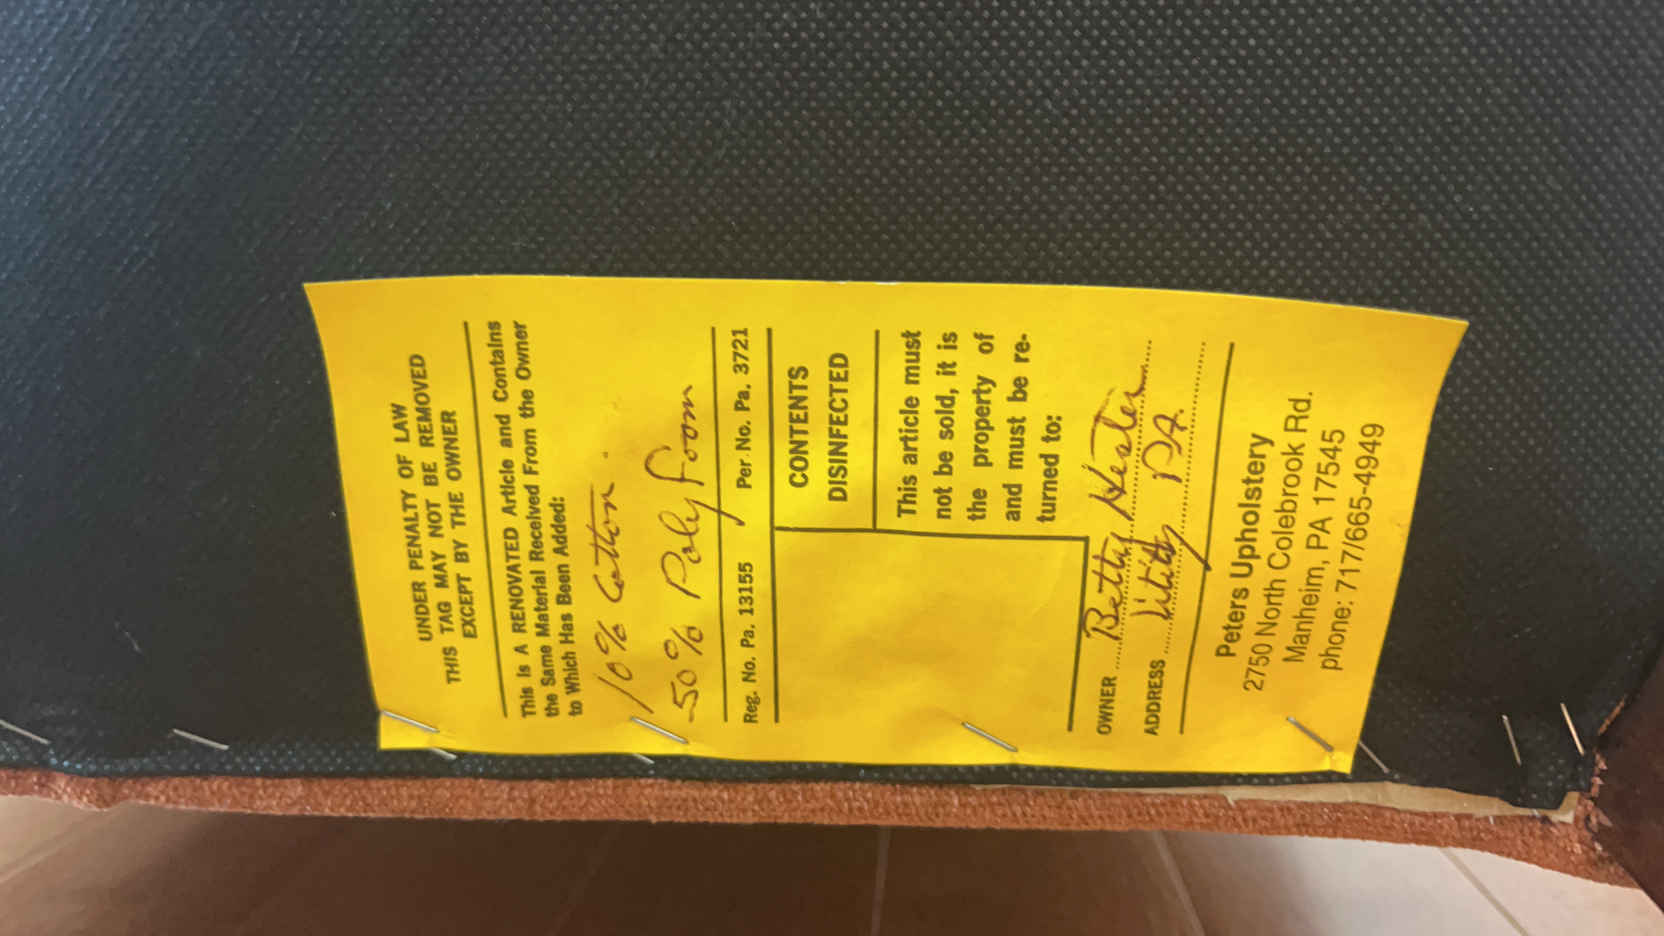 UNDER PENALTY OF LAW
THIS TAG MAY NOT BE REMOVED
EXCEPT BY THE OWNER
This Is A RENOVATED Article and Contains
the Same Material Received From the Owner
to Which Has Been Added:
10% Cotton
50% Polyfoom
Reg. No. Pa. 13155 Per No. Pa. 3721
CONTENTS
DISINFECTED
This article must
not be sold, it is
the property of
and must be re-
turned to:
OWNER Betty Hester
ADDRESS Lititz PA.
Peters Upholstery
2750 North Colebrook Rd.
Manheim, PA 17545
phone: 717/665-4949